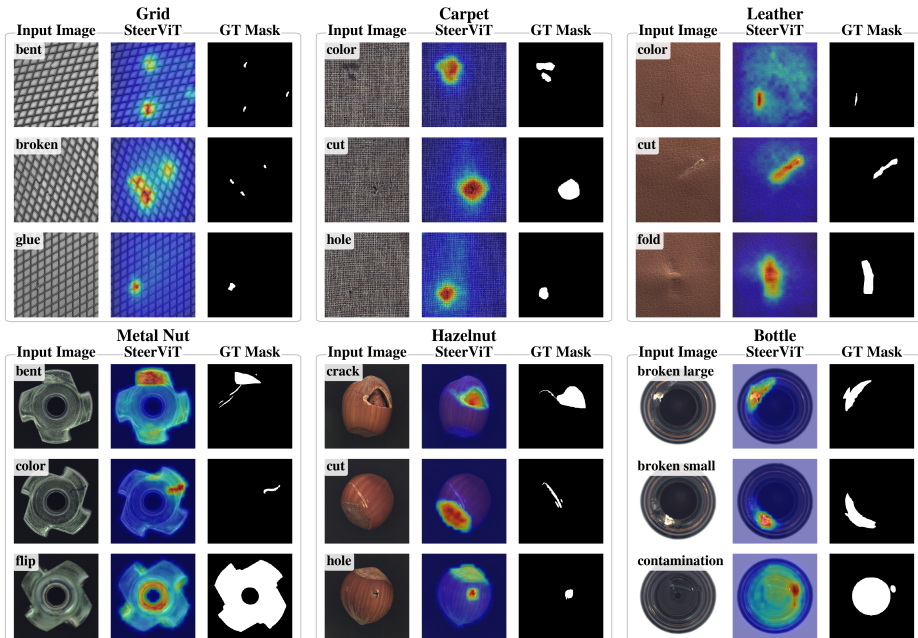 Grid
Input Image SteerViT GT Mask
bent
broken
glue
Carpet
Input Image SteerViT GT Mask
color
cut
hole
Leather
Input Image SteerViT GT Mask
color
cut
fold
Metal Nut
Input Image SteerViT GT Mask
bent
color
flip
Hazelnut
Input Image SteerViT GT Mask
crack
cut
hole
Bottle
Input Image SteerViT GT Mask
broken large
broken small
contamination